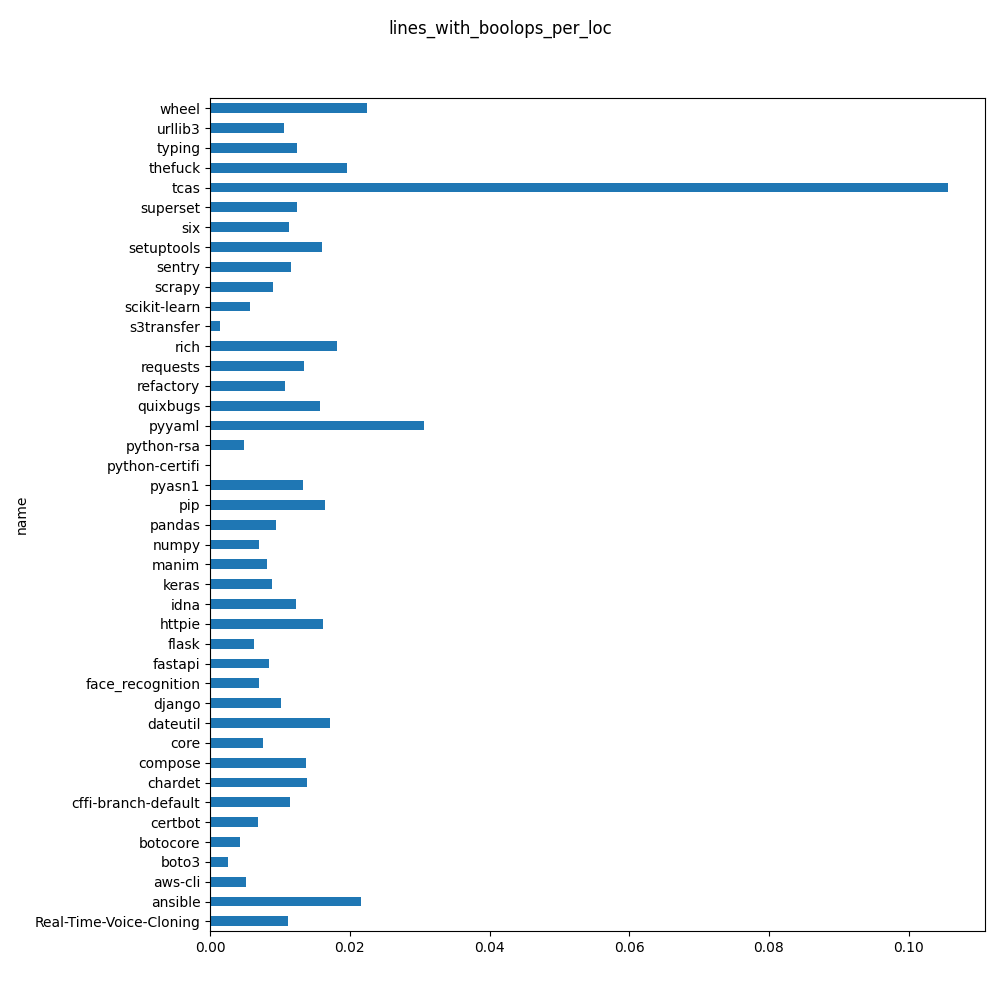 lines_with_boolops_per_loc
name
wheel
urllib3
typing
thefuck
tcas
superset
six
setuptools
sentry
scrapy
scikit-learn
s3transfer
rich
requests
refactory
quixbugs
pyyaml
python-rsa
python-certifi
pyasn1
pip
pandas
numpy
manim
keras
idna
httpie
flask
fastapi
face_recognition
django
dateutil
core
compose
chardet
cffi-branch-default
certbot
botocore
boto3
aws-cli
ansible
Real-Time-Voice-Cloning
0.00 0.02 0.04 0.06 0.08 0.10